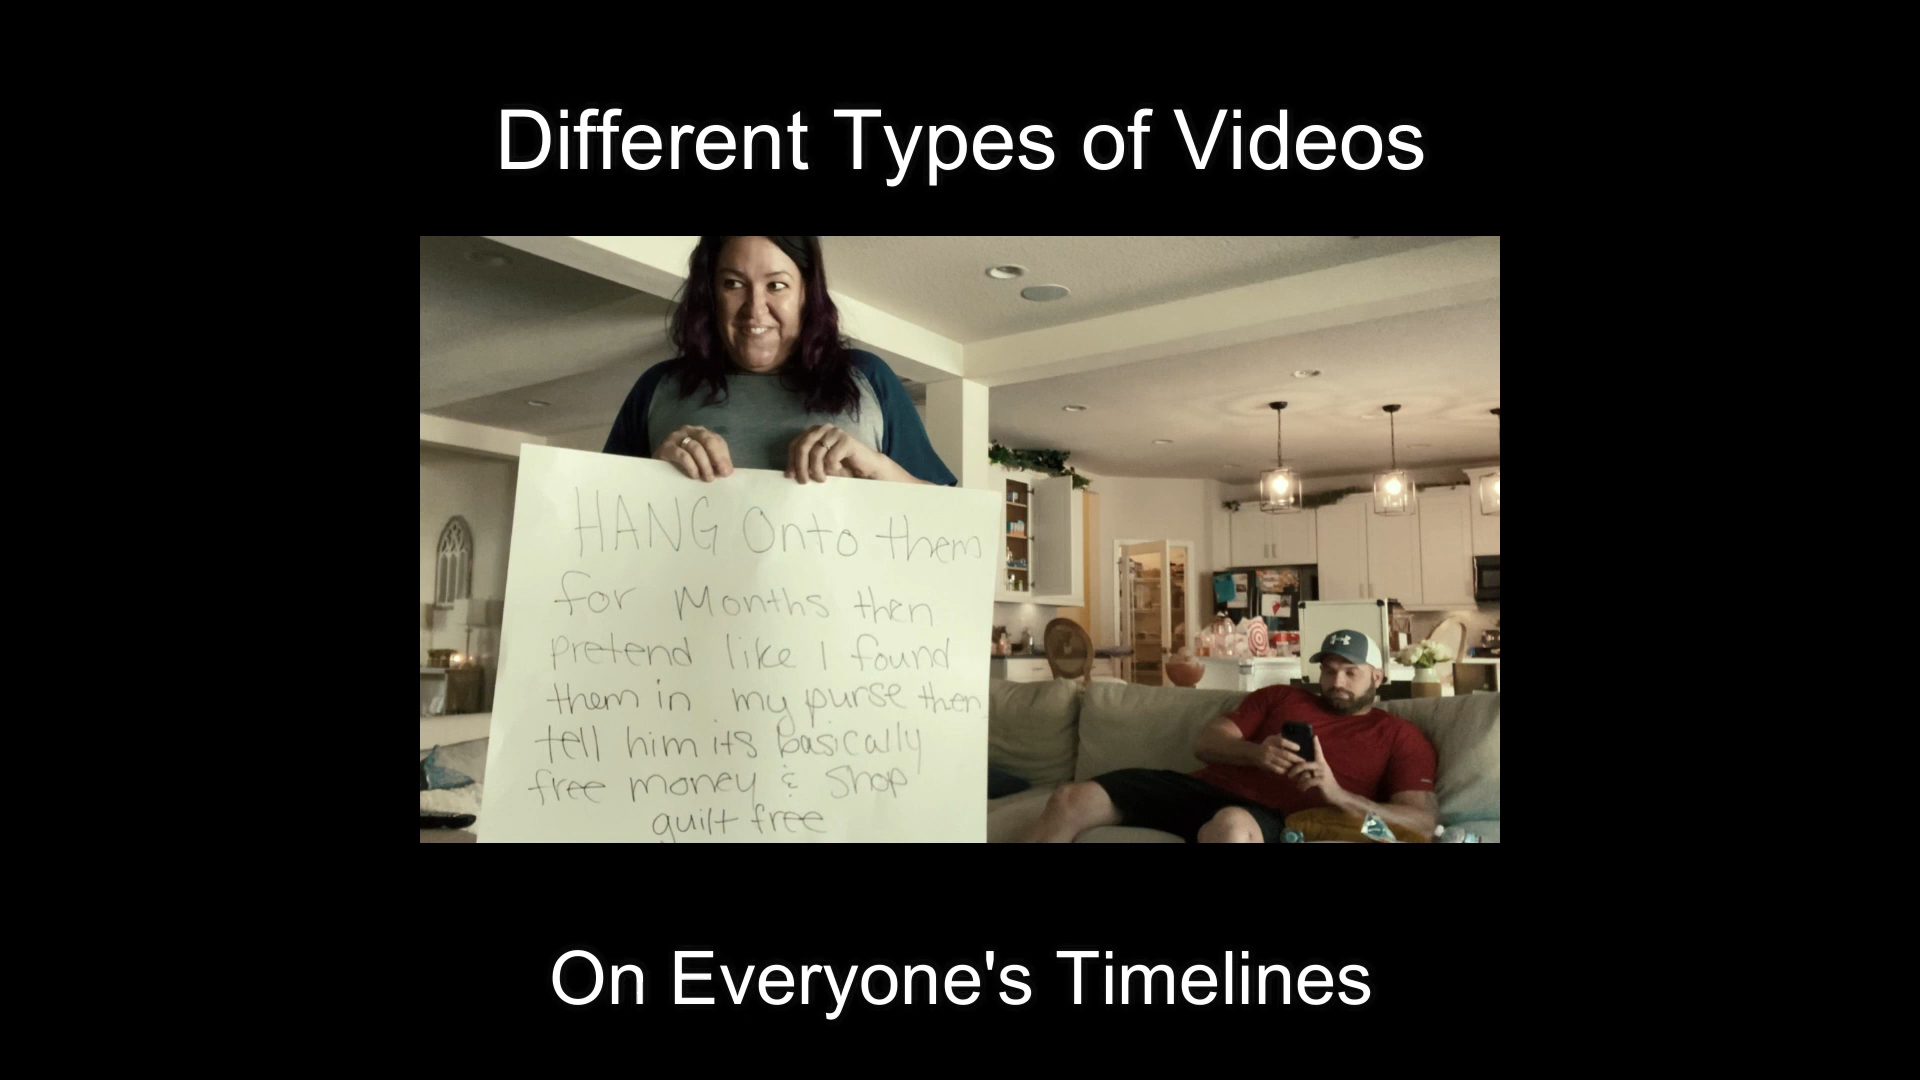 Different Types of Videos
HANG Onto them
for Months then
pretend like I found
them in my purse then
tell him its basically
free money & Shop
guilt free
On Everyone's Timelines